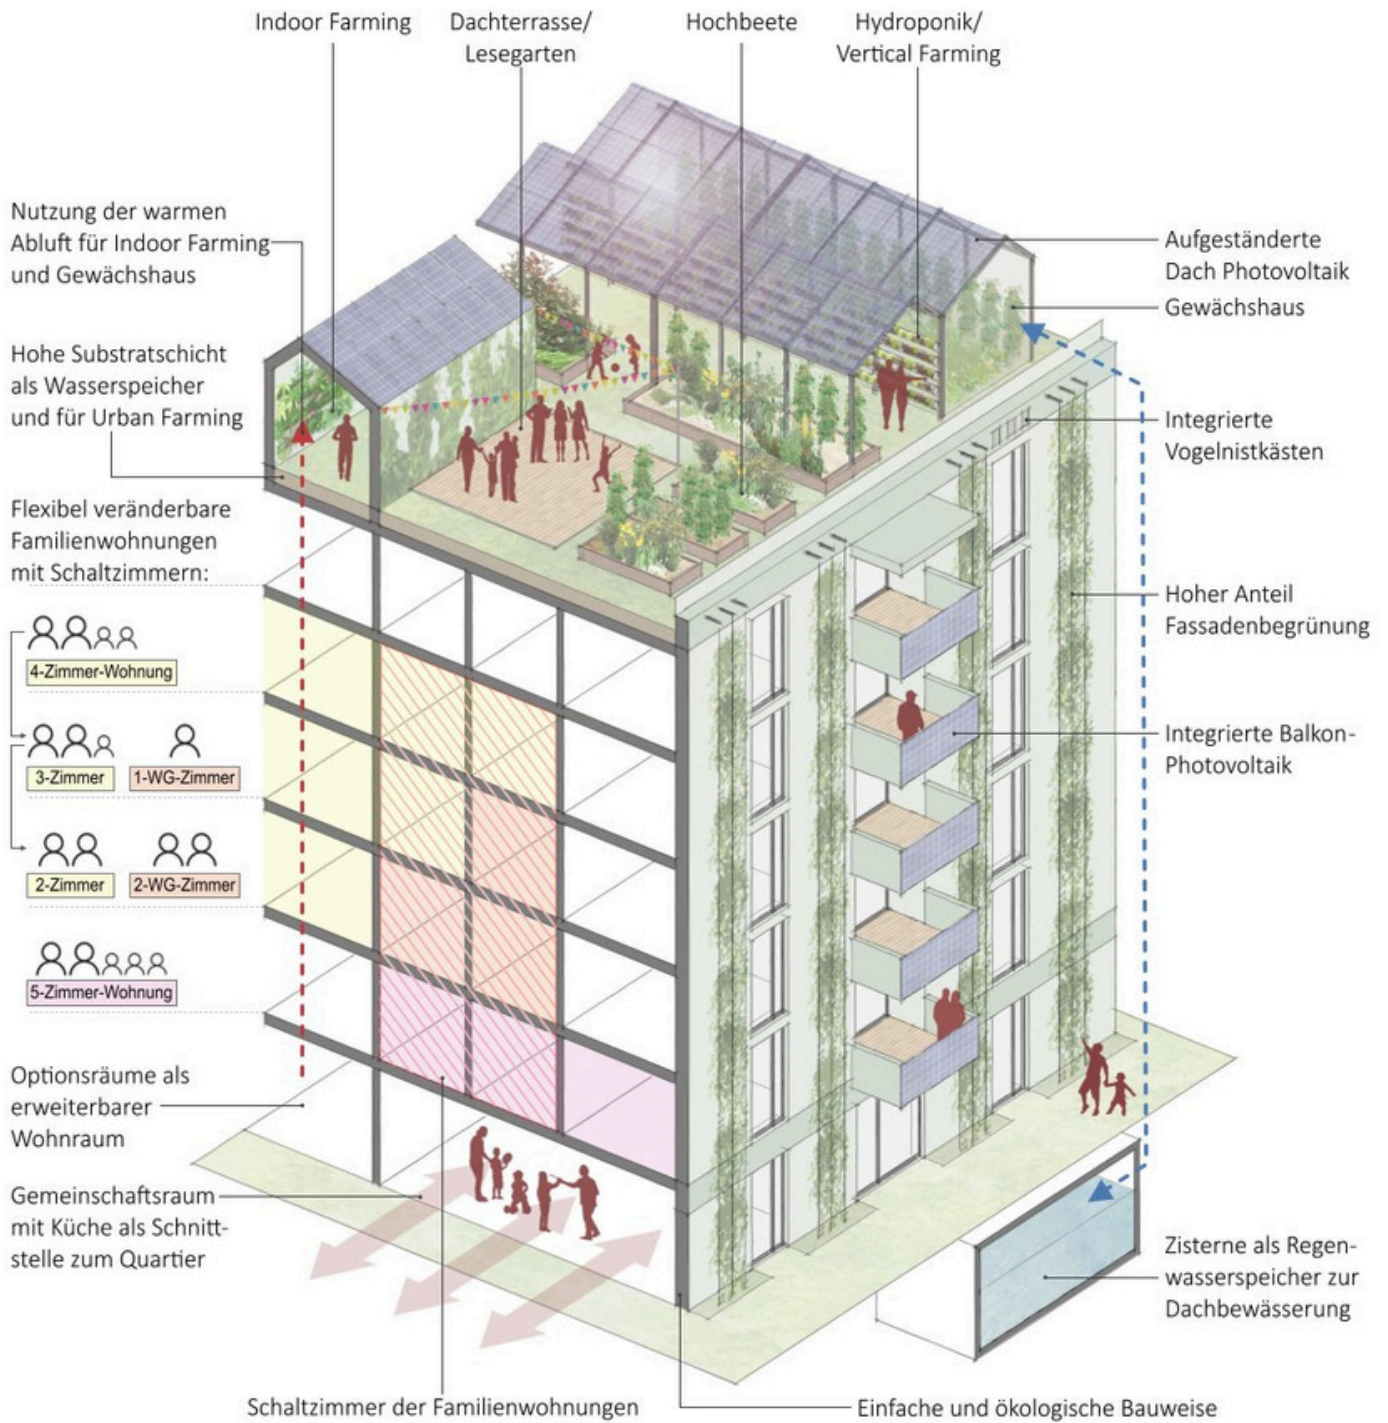 Indoor Farming
Dachterrasse/
Lesegarten
Hochbeete
Hydroponik/
Vertical Farming
Nutzung der warmen
Abluft für Indoor Farming
und Gewächshaus
Hohe Substratschicht
als Wasserspeicher
und für Urban Farming
Flexibel veränderbare
Familienwohnungen
mit Schaltzimmern:
4-Zimmer-Wohnung
3-Zimmer
1-WG-Zimmer
2-Zimmer
2-WG-Zimmer
5-Zimmer-Wohnung
Optionsräume als
erweiterbarer
Wohnraum
Gemeinschaftsraum
mit Küche als Schnitt-
stelle zum Quartier
Aufgeständerte
Dach Photovoltaik
Gewächshaus
Integrierte
Vogelnistkästen
Hoher Anteil
Fassadenbegrünung
Integrierte Balkon-
Photovoltaik
Zisterne als Regen-
wasserspeicher zur
Dachbewässerung
Schaltzimmer der Familienwohnungen
Einfache und ökologische Bauweise